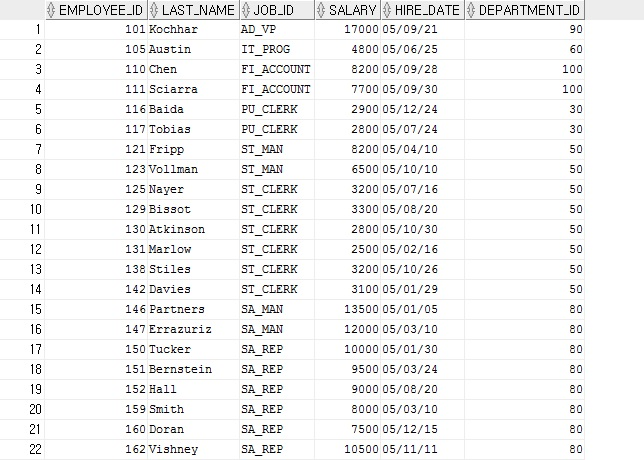 EMPLOYEE_ID LAST_NAME JOB_ID SALARY HIRE_DATE DEPARTMENT_ID
1 101 Kochhar AD_VP 17000 05/09/21 90
2 105 Austin IT_PROG 4800 05/06/25 60
3 110 Chen FI_ACCOUNT 8200 05/09/28 100
4 111 Sciarra FI_ACCOUNT 7700 05/09/30 100
5 116 Baida PU_CLERK 2900 05/12/24 30
6 117 Tobias PU_CLERK 2800 05/07/24 30
7 121 Fripp ST_MAN 8200 05/04/10 50
8 123 Vollman ST_MAN 6500 05/10/10 50
9 125 Nayer ST_CLERK 3200 05/07/16 50
10 129 Bissot ST_CLERK 3300 05/08/20 50
11 130 Atkinson ST_CLERK 2800 05/10/30 50
12 131 Marlow ST_CLERK 2500 05/02/16 50
13 138 Stiles ST_CLERK 3200 05/10/26 50
14 142 Davies ST_CLERK 3100 05/01/29 50
15 146 Partners SA_MAN 13500 05/01/05 80
16 147 Errazuriz SA_MAN 12000 05/03/10 80
17 150 Tucker SA_REP 10000 05/01/30 80
18 151 Bernstein SA_REP 9500 05/03/24 80
19 152 Hall SA_REP 9000 05/08/20 80
20 159 Smith SA_REP 8000 05/03/10 80
21 160 Doran SA_REP 7500 05/12/15 80
22 162 Vishney SA_REP 10500 05/11/11 80